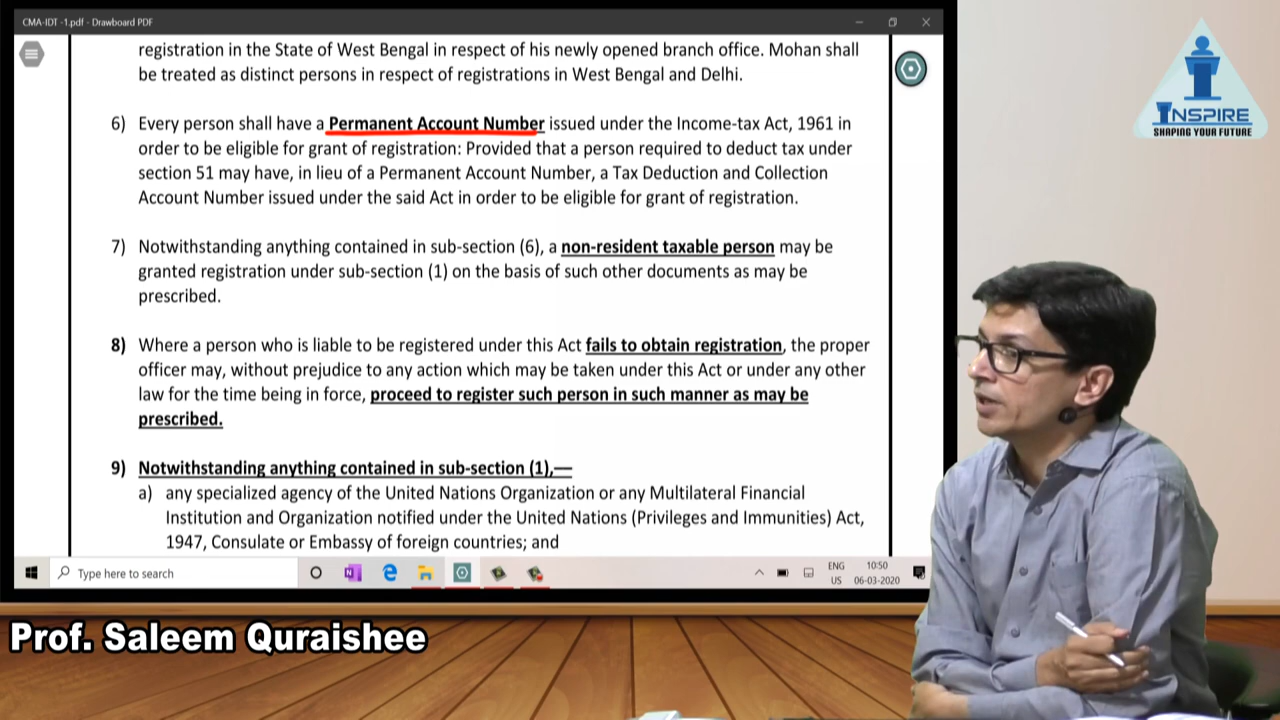 CMA-IDT -1.pdf - Drawboard PDF
registration in the State of West Bengal in respect of his newly opened branch office. Mohan shall
be treated as distinct persons in respect of registrations in West Bengal and Delhi.
6) Every person shall have a Permanent Account Number issued under the Income-tax Act, 1961 in
order to be eligible for grant of registration: Provided that a person required to deduct tax under
section 51 may have, in lieu of a Permanent Account Number, a Tax Deduction and Collection
Account Number issued under the said Act in order to be eligible for grant of registration.
7) Notwithstanding anything contained in sub-section (6), a non-resident taxable person may be
granted registration under sub-section (1) on the basis of such other documents as may be
prescribed.
8) Where a person who is liable to be registered under this Act fails to obtain registration, the proper
officer may, without prejudice to any action which may be taken under this Act or under any other
law for the time being in force, proceed to register such person in such manner as may be
prescribed.
9) Notwithstanding anything contained in sub-section (1),—
a) any specialized agency of the United Nations Organization or any Multilateral Financial
Institution and Organization notified under the United Nations (Privileges and Immunities) Act,
1947, Consulate or Embassy of foreign countries; and
Type here to search
N
ENG
US
10:50
06-03-2020
INSPIRE
SHAPING YOUR FUTURE
Prof. Saleem Quraishee